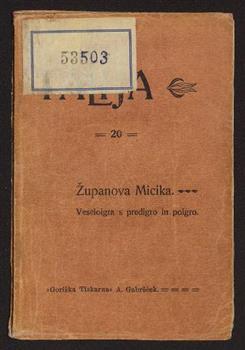 53503
TALIJA
= 20 =
Županova Micika.
Veseloigra s predigro in poigro.
»Goriška Tiskarna« A. Gabršček.